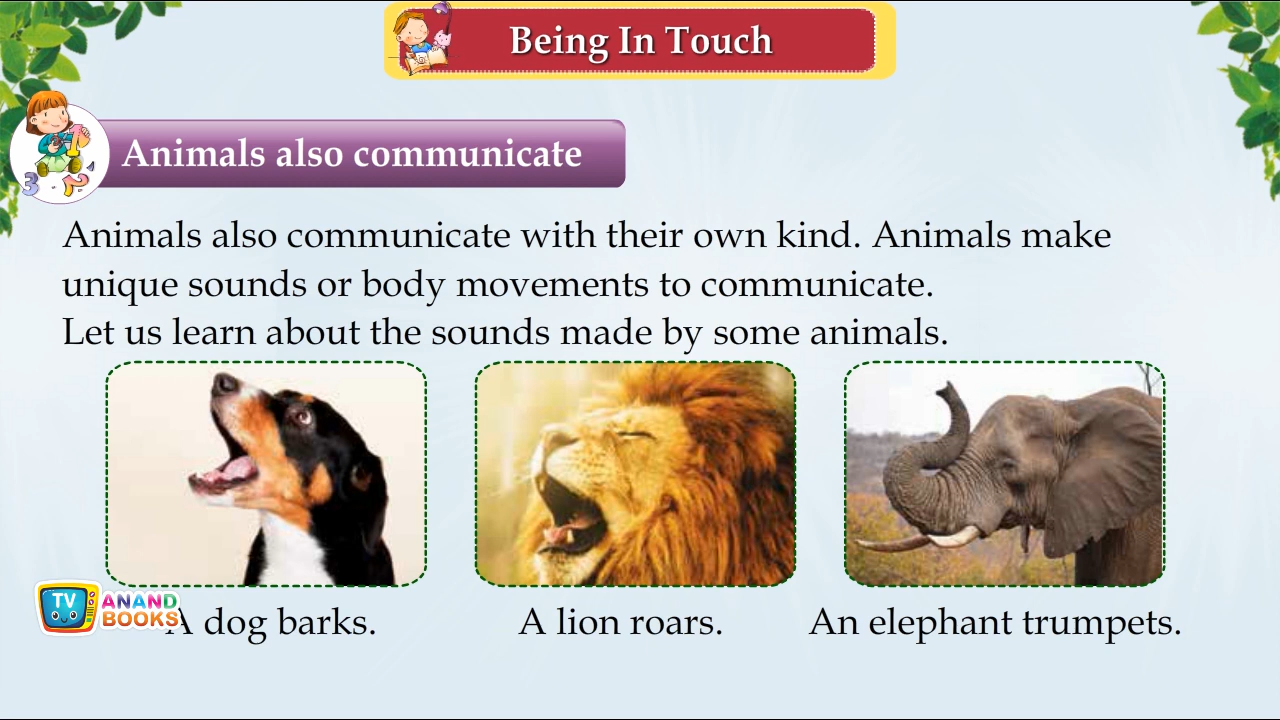 Being In Touch
Animals also communicate
Animals also communicate with their own kind. Animals make
unique sounds or body movements to communicate.
Let us learn about the sounds made by some animals.
TV ANAND
BOOKS
A dog barks.
A lion roars.
An elephant trumpets.